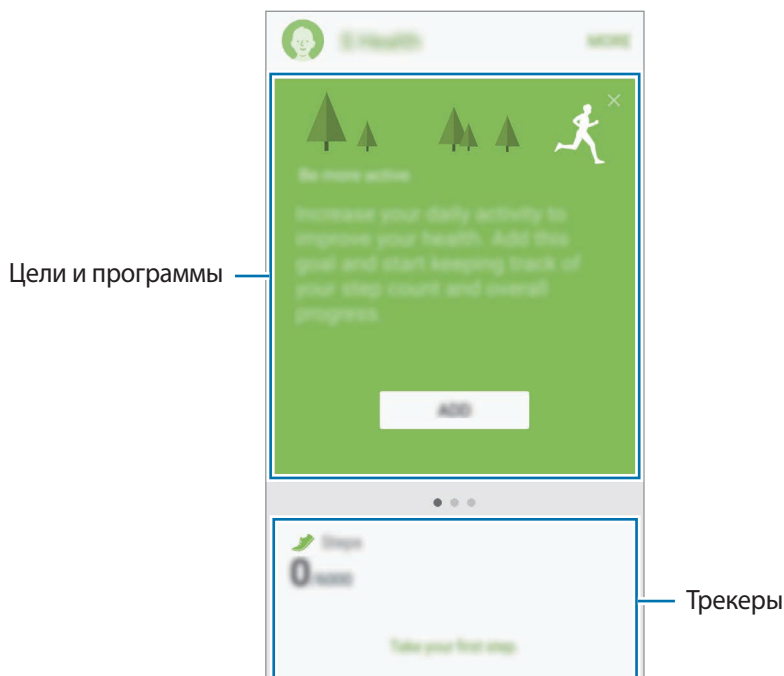 S Health
MORE
Be more active
Increase your daily activity to
improve your health. Add this
goal and start keeping track of
your step count and overall
progress.
Цели и программы
ADD
Steps
0/6000
Take your first step.
Трекеры